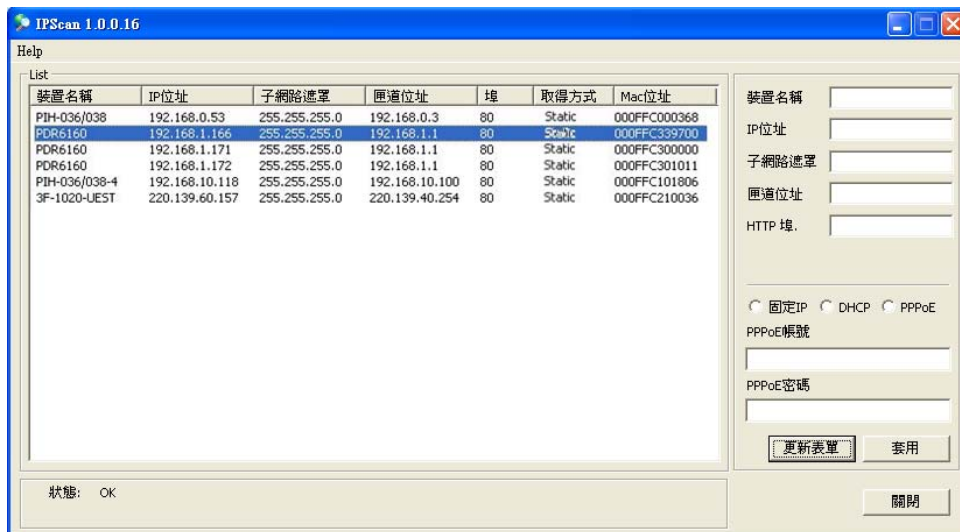 IPScan 1.0.0.16
Help
List
裝置名稱 IP位址 子網路遮罩 匣道位址 埠 取得方式 Mac位址
PIH-036/038 192.168.0.53 255.255.255.0 192.168.0.3 80 Static 000FFC000368
PDR6160 192.168.1.166 255.255.255.0 192.168.1.1 80 Static 000FFC339700
PDR6160 192.168.1.171 255.255.255.0 192.168.1.1 80 Static 000FFC300000
PDR6160 192.168.1.172 255.255.255.0 192.168.1.1 80 Static 000FFC301011
PIH-036/038-4 192.168.10.118 255.255.255.0 192.168.10.100 80 Static 000FFC101806
3F-1020-UEST 220.139.60.157 255.255.255.0 220.139.40.254 80 Static 000FFC210036
裝置名稱
IP位址
子網路遮罩
匣道位址
HTTP 埠.
固定IP DHCP PPPoE
PPPoE帳號
PPPoE密碼
更新表單 套用
狀態: OK
關閉